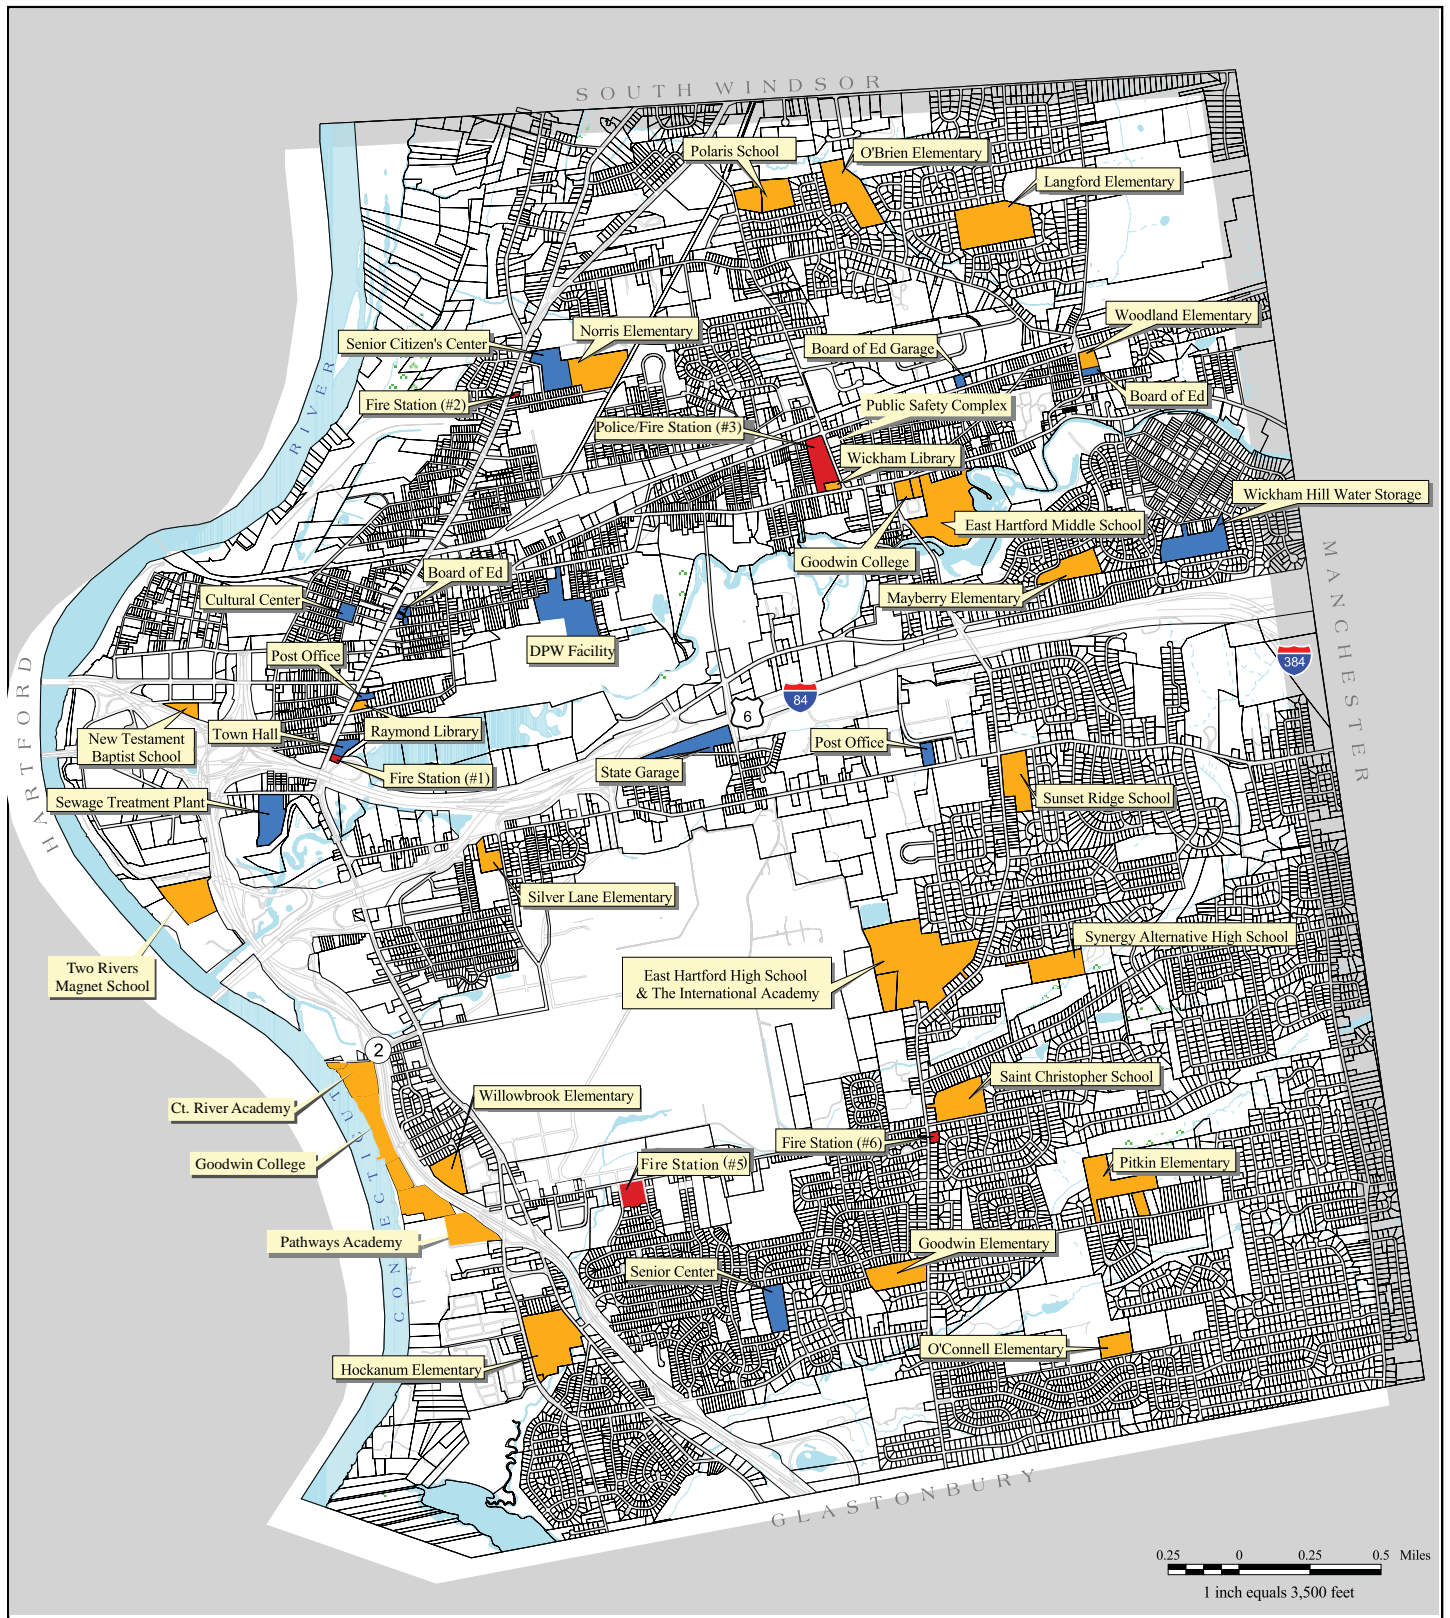 SOUTH WINDSOR
Polaris School
O'Brien Elementary
Langford Elementary
Woodland Elementary
Norris Elementary
Senior Citizen's Center
Board of Ed Garage
RIVER
Board of Ed
Fire Station (#2)
Public Safety Complex
Police/Fire Station (#3)
Wickham Library
Wickham Hill Water Storage
East Hartford Middle School
Goodwin College
Board of Ed
Cultural Center
Mayberry Elementary
MANCHESTER
DPW Facility
Post Office
384
HARTFORD
84
6
New Testament
Baptist School
Town Hall
Raymond Library
Post Office
State Garage
Fire Station (#1)
Sewage Treatment Plant
Sunset Ridge School
Silver Lane Elementary
Synergy Alternative High School
Two Rivers
Magnet School
East Hartford High School
& The International Academy
2
Saint Christopher School
Willowbrook Elementary
Ct. River Academy
CONNECTICUT
Fire Station (#6)
Goodwin College
Fire Station (#5)
Pitkin Elementary
Pathways Academy
Goodwin Elementary
Senior Center
O'Connell Elementary
Hockanum Elementary
GLASTONBURY
0.25 0 0.25 0.5 Miles
1 inch equals 3,500 feet